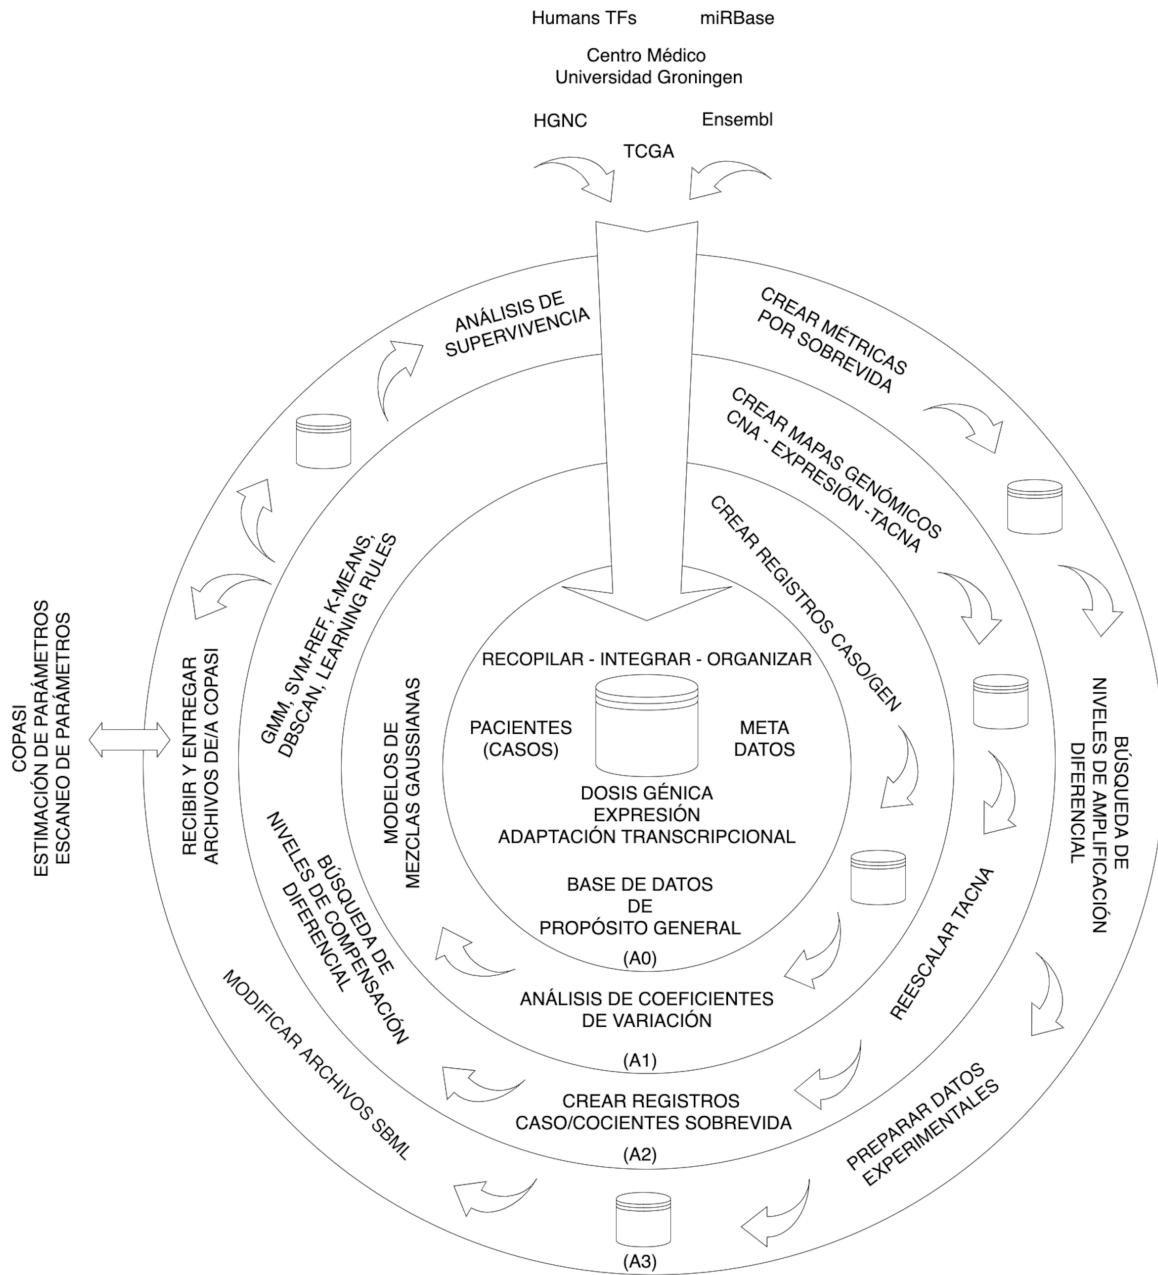 Humans TFs
miRBase
Centro Médico
Universidad Groningen
HGNC
Ensembl
TCGA
ANÁLISIS DE
SUPERVIVENCIA
CREAR MÉTRICAS
POR SOBREVIDA
CREAR MAPAS GENÓMICOS
CNA - EXPRESIÓN -TACNA
CREAR REGISTROS CASO/GEN
GMM, SVM-REF, K-MEANS,
DBSCAN, LEARNING RULES
COPASI
ESTIMACIÓN DE PARÁMETROS
ESCANEO DE PARÁMETROS
RECIBIR Y ENTREGAR
ARCHIVOS DE/A COPASI
MODELOS DE
MEZCLAS GAUSSIANAS
RECOPILAR - INTEGRAR - ORGANIZAR
PACIENTES
(CASOS)
META
DATOS
DOSIS GÉNICA
EXPRESIÓN
ADAPTACIÓN TRANSCRIPCIONAL
BASE DE DATOS
DE
PROPÓSITO GENERAL
(A0)
BÚSQUEDA DE
NIVELES DE AMPLIFICACIÓN
DIFERENCIAL
BÚSQUEDA DE
NIVELES DE COMPENSACIÓN
DIFERENCIAL
REESCALAR TACNA
ANÁLISIS DE COEFICIENTES
DE VARIACIÓN
(A1)
MODIFICAR ARCHIVOS SBML
CREAR REGISTROS
CASO/COCIENTES SOBREVIDA
(A2)
PREPARAR DATOS
EXPERIMENTALES
(A3)